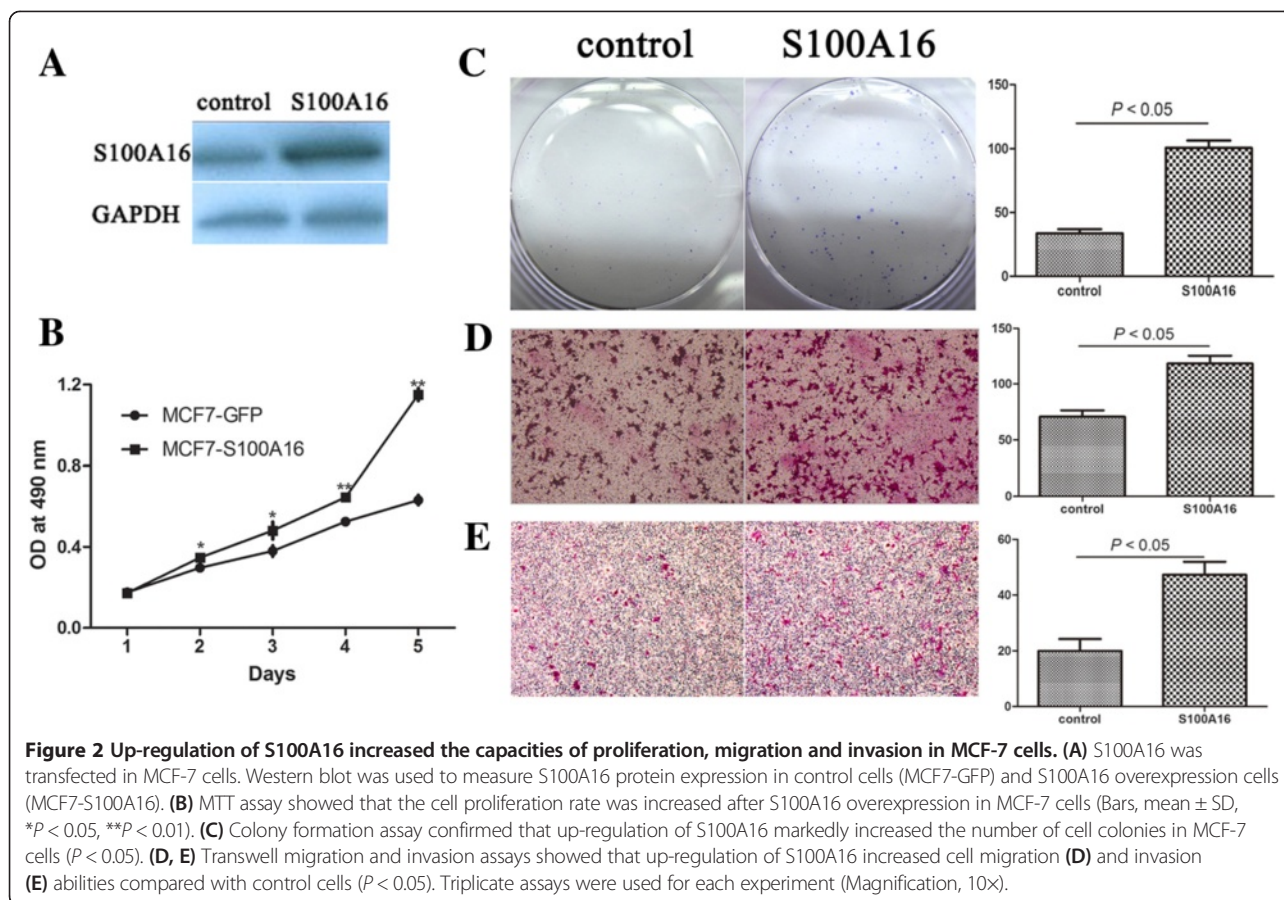 A
control S100A16
S100A16
GAPDH
B
1.2
0.8
0.4
0.0
OD at 490 nm
MCF7-GFP
MCF7-S100A16
*
*
**
**
1 2 3 4 5
Days
control S100A16
C
150
100
50
0
P < 0.05
control S100A16
D
150
100
50
0
P < 0.05
control S100A16
E
60
40
20
0
P < 0.05
control S100A16
Figure 2 Up-regulation of S100A16 increased the capacities of proliferation, migration and invasion in MCF-7 cells. (A) S100A16 was
transfected in MCF-7 cells. Western blot was used to measure S100A16 protein expression in control cells (MCF7-GFP) and S100A16 overexpression cells
(MCF7-S100A16). (B) MTT assay showed that the cell proliferation rate was increased after S100A16 overexpression in MCF-7 cells (Bars, mean ± SD,
*P < 0.05, **P < 0.01). (C) Colony formation assay confirmed that up-regulation of S100A16 markedly increased the number of cell colonies in MCF-7
cells (P < 0.05). (D, E) Transwell migration and invasion assays showed that up-regulation of S100A16 increased cell migration (D) and invasion
(E) abilities compared with control cells (P < 0.05). Triplicate assays were used for each experiment (Magnification, 10×).